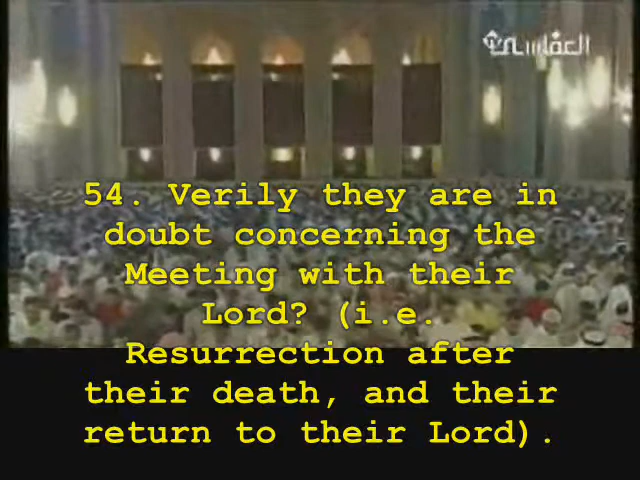 العفاسي
54. Verily they are in
doubt concerning the
Meeting with their
Lord? (i.e.
Resurrection after
their death, and their
return to their Lord).